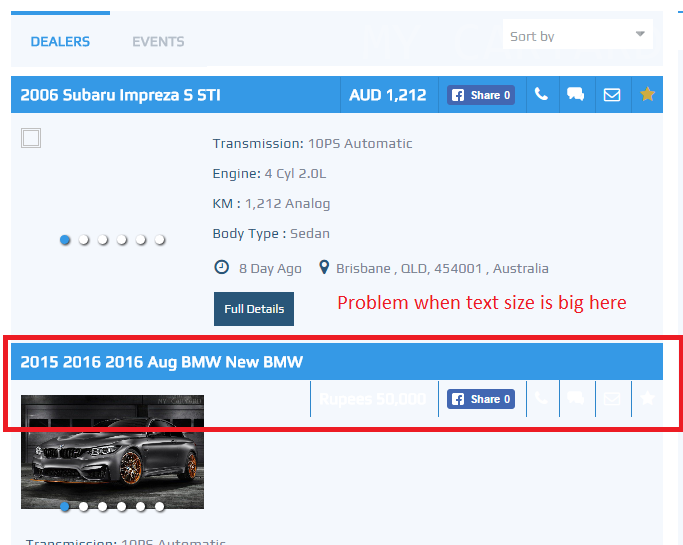 DEALERS EVENTS Sort by
2006 Subaru Impreza S STI AUD 1,212 Share 0
Transmission: 10PS Automatic
Engine: 4 Cyl 2.0L
KM : 1,212 Analog
Body Type : Sedan
8 Day Ago Brisbane , QLD, 454001 , Australia
Full Details Problem when text size is big here
2015 2016 2016 Aug BMW New BMW
Rupees 50,000 Share 0
Transmission: 10PS Automatic